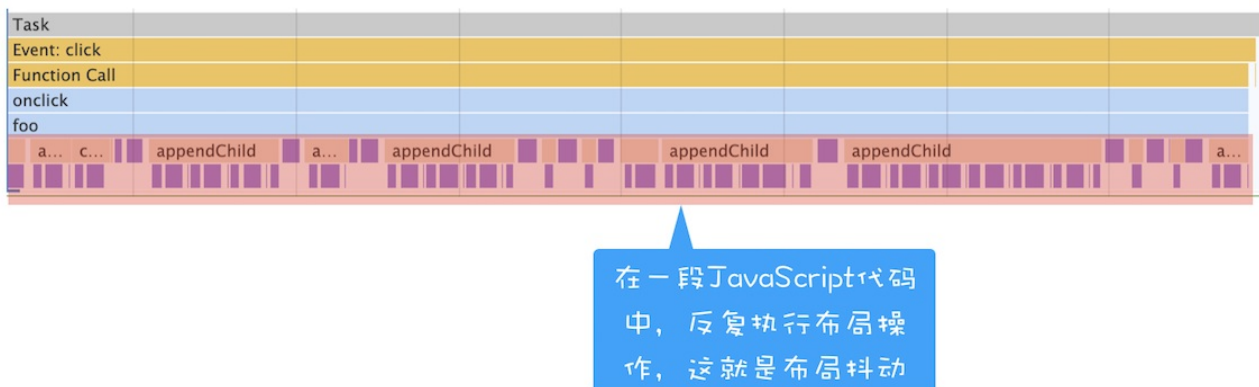 Task
Event: click
Function Call
onclick
foo
a... c... appendChild a... appendChild appendChild appendChild a...
在一段JavaScript代码
中，反复执行布局操
作，这就是布局抖动